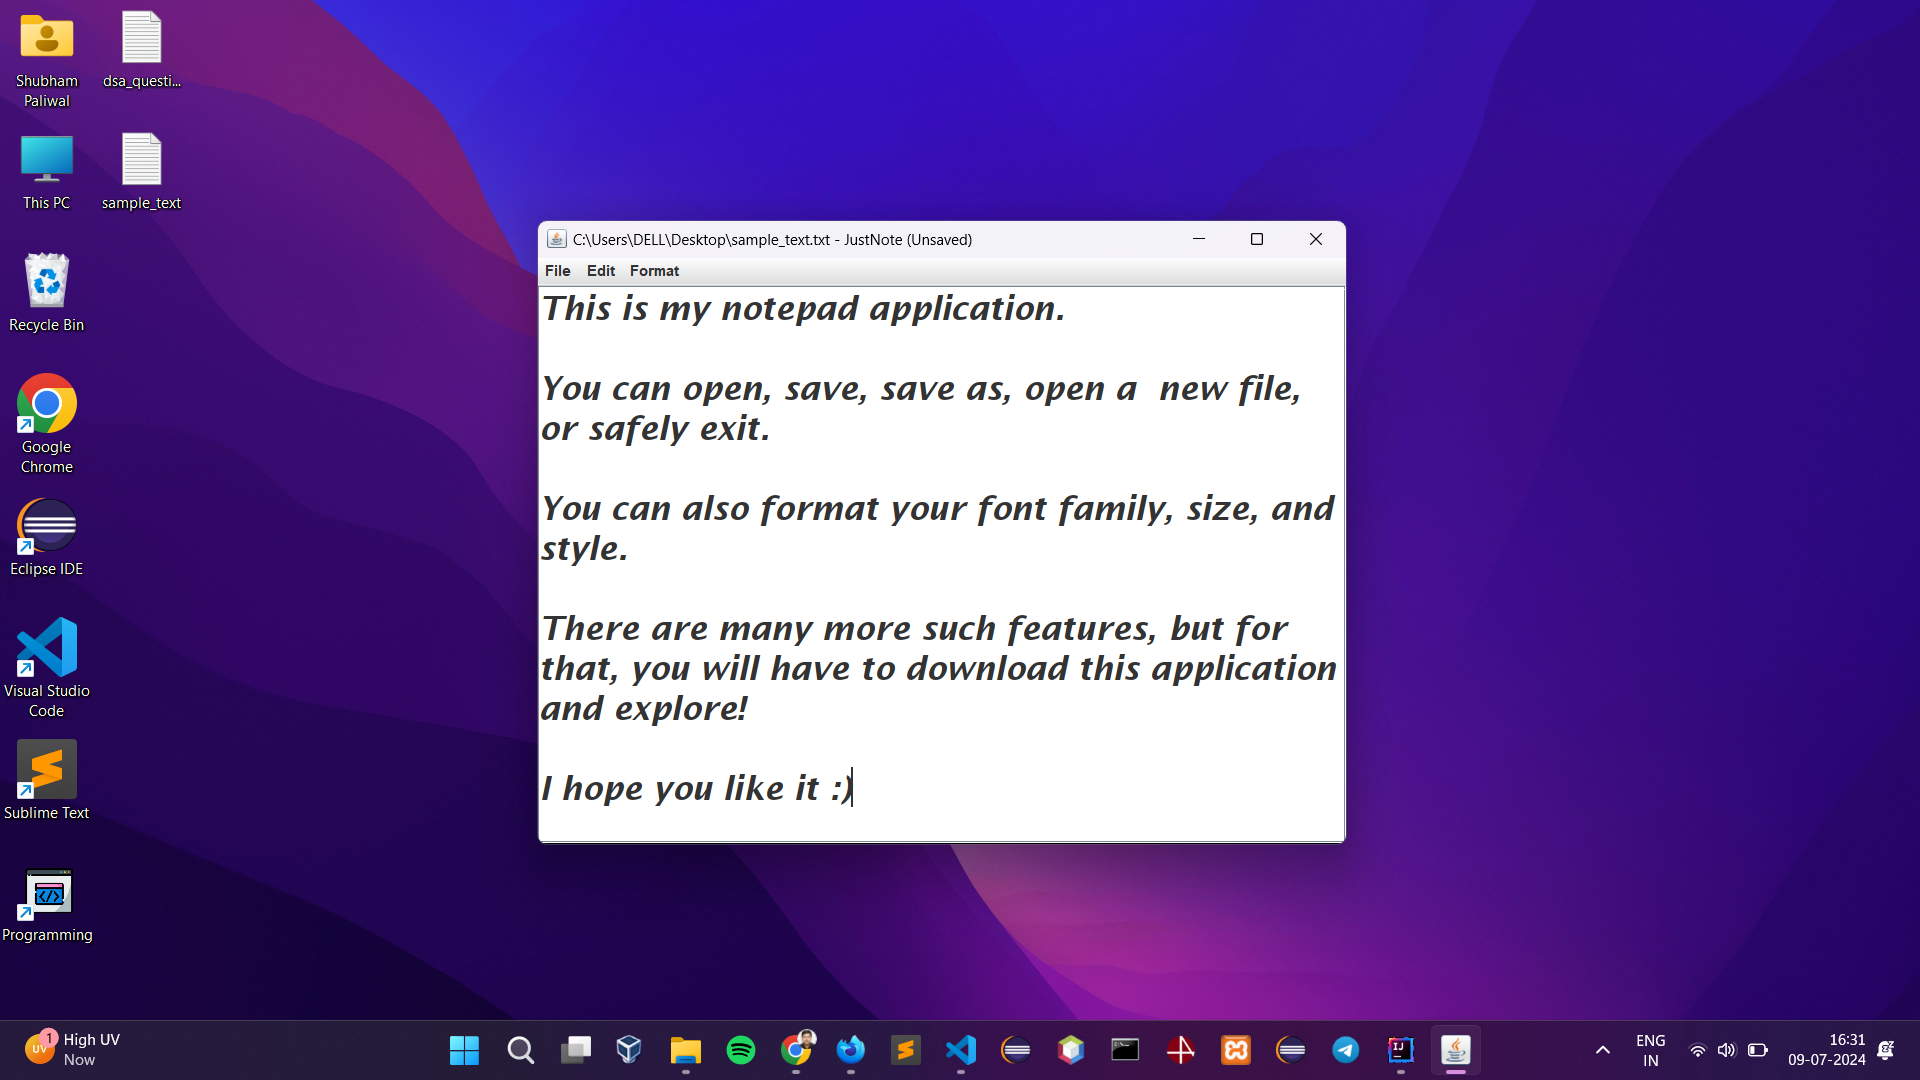 Shubham
Paliwal
dsa_questi...
This PC
sample_text
Recycle Bin
Google
Chrome
Eclipse IDE
Visual Studio
Code
Sublime Text
Programming
C:\Users\DELL\Desktop\sample_text.txt - JustNote (Unsaved)
File Edit Format
This is my notepad application.
You can open, save, save as, open a  new file,
or safely exit.
You can also format your font family, size, and
style.
There are many more such features, but for
that, you will have to download this application
and explore!
I hope you like it :)
UV 1
High UV
Now
IJ
ENG
IN
16:31
09-07-2024